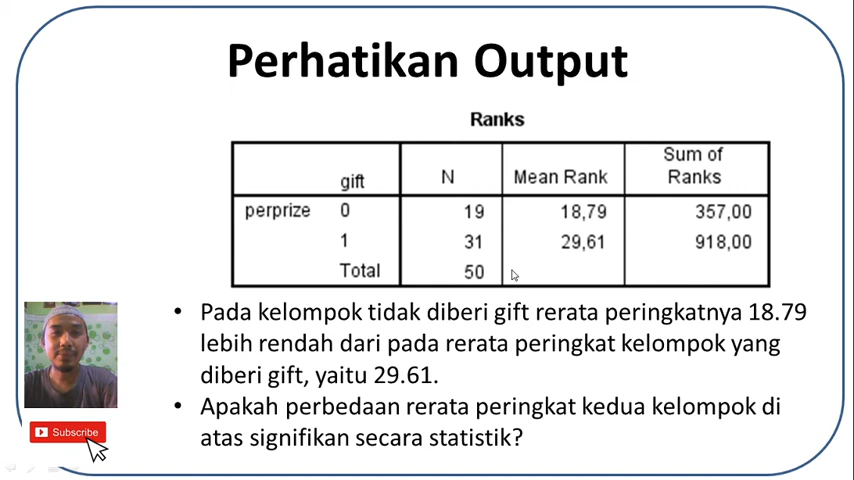 Perhatikan Output
Ranks
gift N Mean Rank Sum of Ranks
perprize 0 19 18,79 357,00
1 31 29,61 918,00
Total 50
• Pada kelompok tidak diberi gift rerata peringkatnya 18.79
lebih rendah dari pada rerata peringkat kelompok yang
diberi gift, yaitu 29.61.
• Apakah perbedaan rerata peringkat kedua kelompok di
atas signifikan secara statistik?
Subscribe